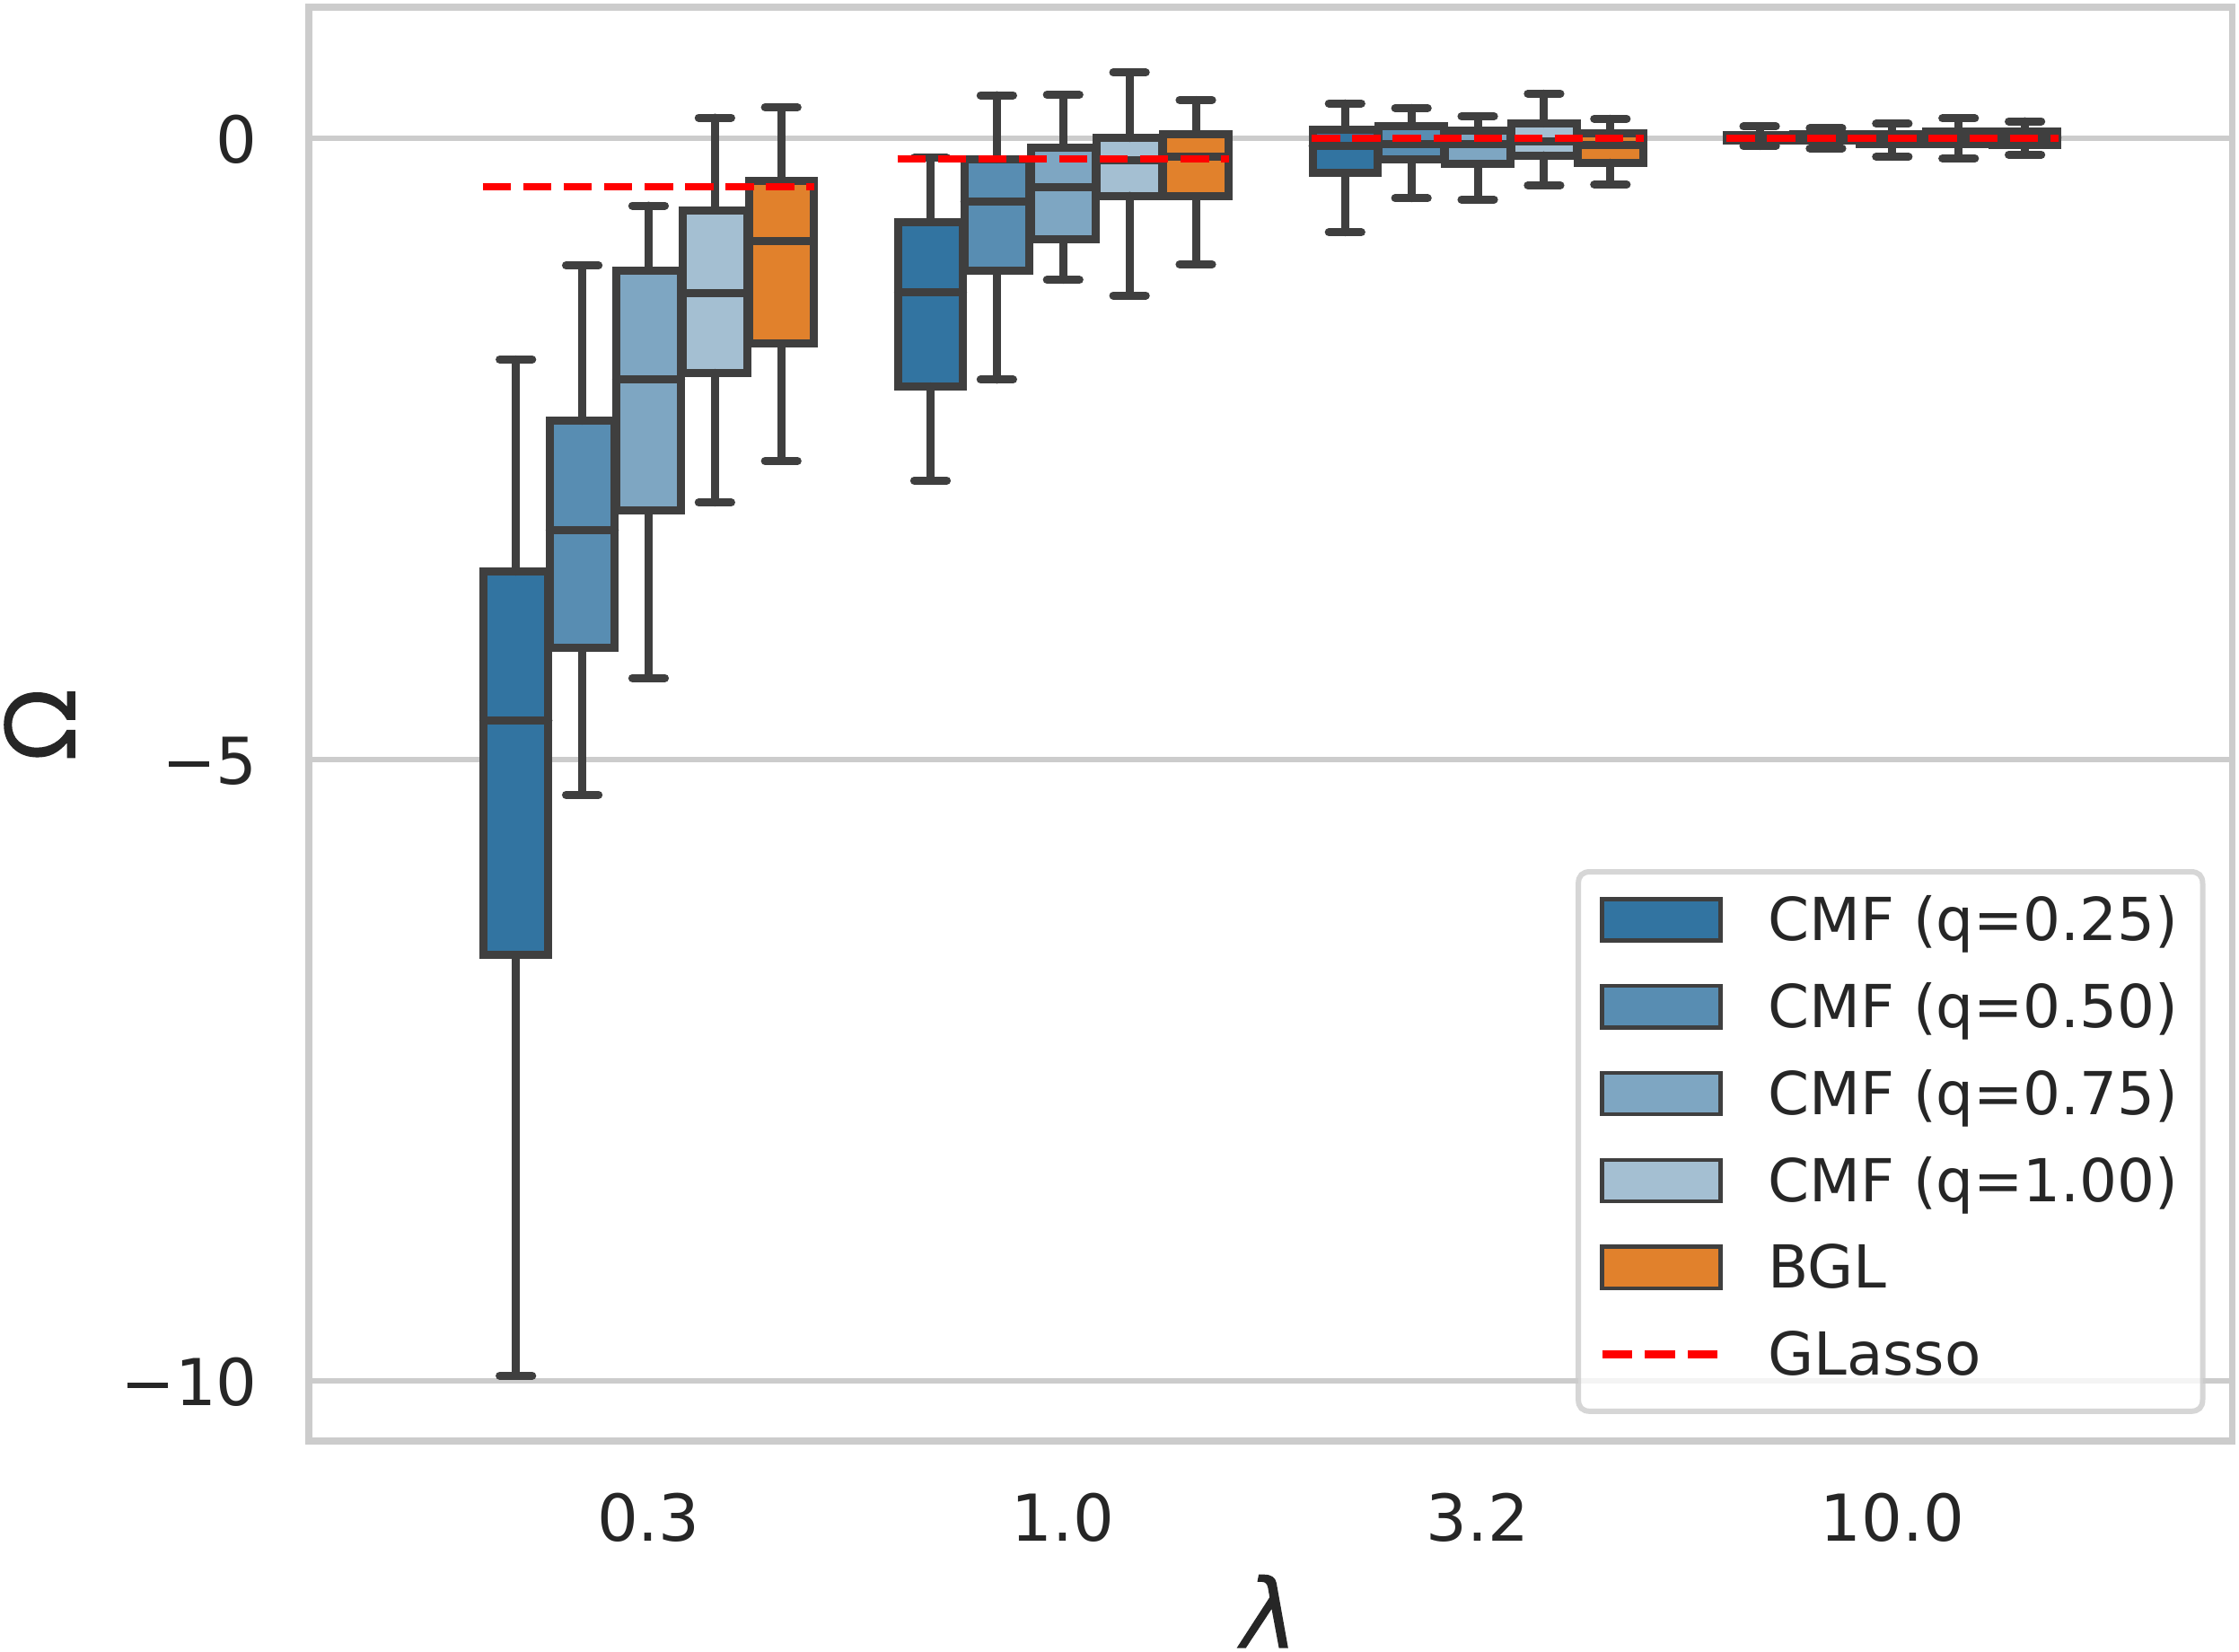 0
−5
−10
Ω
0.3 1.0 3.2 10.0
λ
CMF (q=0.25)
CMF (q=0.50)
CMF (q=0.75)
CMF (q=1.00)
BGL
GLasso